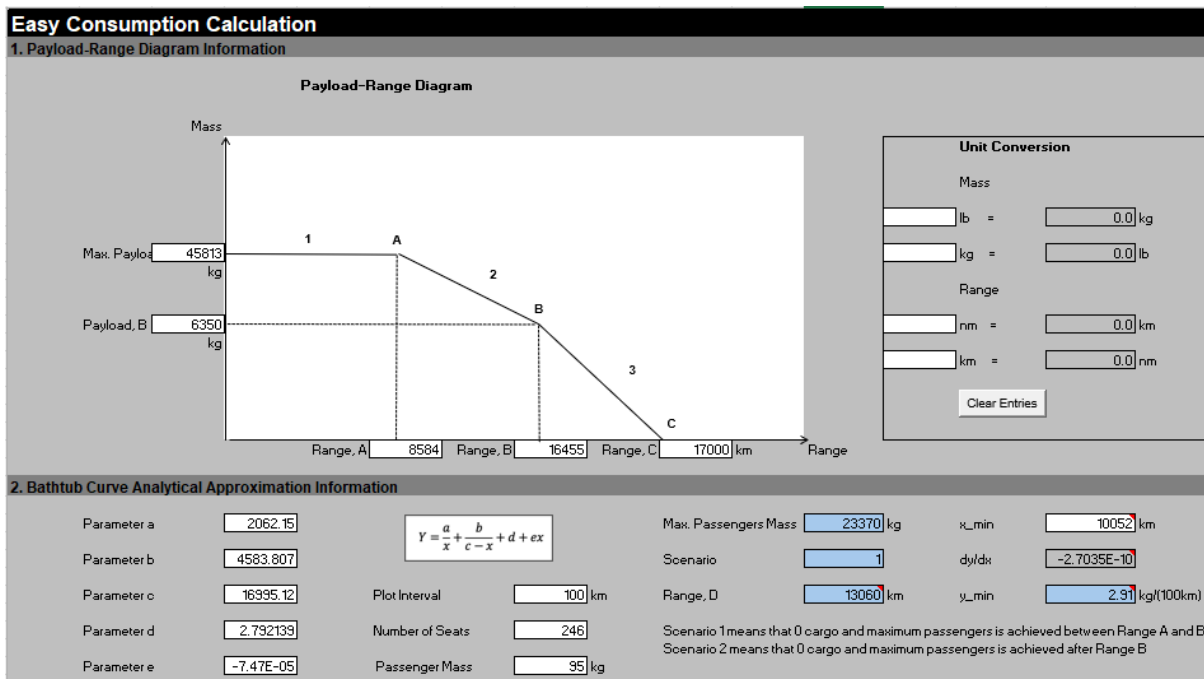 Easy Consumption Calculation
1. Payload-Range Diagram Information
Payload-Range Diagram
Mass
Unit Conversion
Mass
lb = 0.0 kg
1 A
Max. Payloa 45813
kg = 0.0 lb
kg
2
Range
B
Payload, B 6350
nm = 0.0 km
kg
3
km = 0.0 nm
Clear Entries
C
Range, A 8584 Range, B 16455 Range, C 17000 km Range
2. Bathtub Curve Analytical Approximation Information
Parameter a 2062.15 Y = a/x + b/(c − x) + d + ex Max. Passengers Mass 23370 kg x_min 10052 km
Parameter b 4583.807 Scenario 1 dy/dx -2.7035E-10
Parameter c 16995.12 Plot Interval 100 km Range, D 13060 km y_min 2.91 kg/(100km)
Parameter d 2.792139 Number of Seats 246 Scenario 1 means that 0 cargo and maximum passengers is achieved between Range A and B
Scenario 2 means that 0 cargo and maximum passengers is achieved after Range B
Parameter e -7.47E-05 Passenger Mass 95 kg